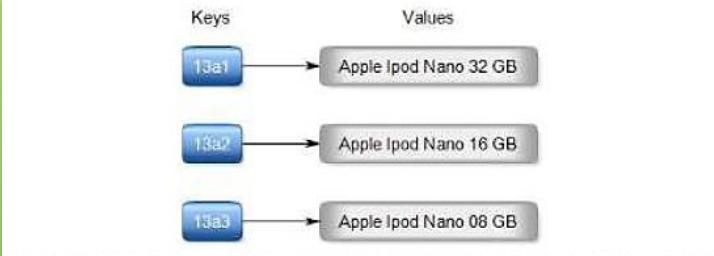 Keys Values
13a1 Apple Ipod Nano 32 GB
13a2 Apple Ipod Nano 16 GB
13a3 Apple Ipod Nano 08 GB